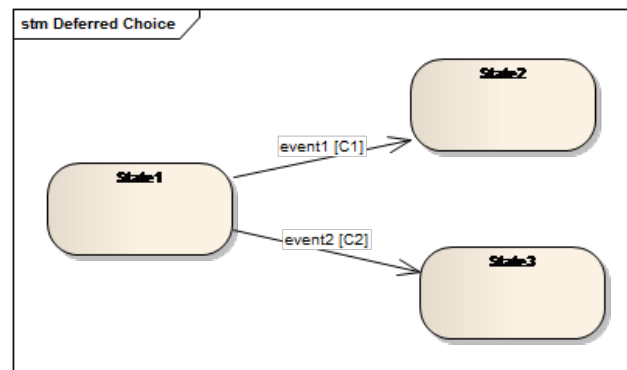 stm Deferred Choice
State2
event1 [C1]
State1
event2 [C2]
State3